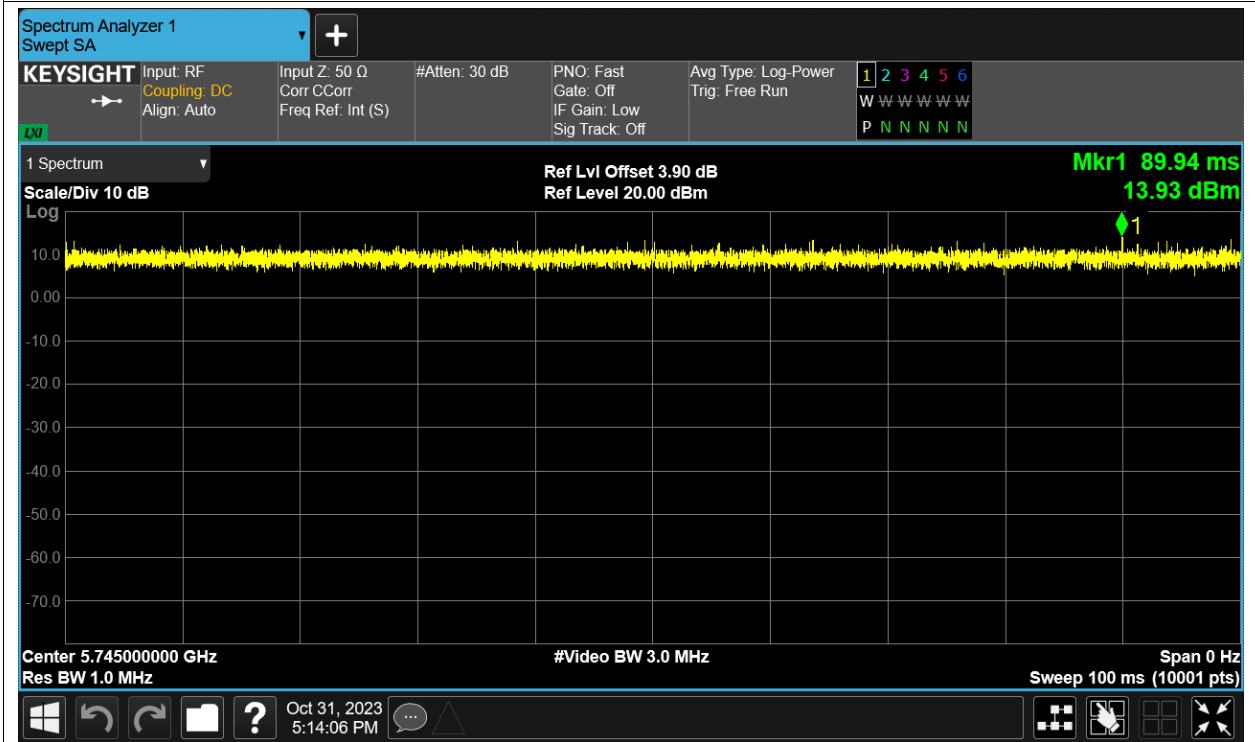 Spectrum Analyzer 1
Swept SA
KEYSIGHT
LXI
Input: RF
Coupling: DC
Align: Auto
Input Z: 50 Ω
Corr CCorr
Freq Ref: Int (S)
#Atten: 30 dB
PNO: Fast
Gate: Off
IF Gain: Low
Sig Track: Off
Avg Type: Log-Power
Trig: Free Run
1 2 3 4 5 6
W W W W W W
P N N N N N
1 Spectrum
Scale/Div 10 dB
Ref Lvl Offset 3.90 dB
Ref Level 20.00 dBm
Mkr1 89.94 ms
13.93 dBm
Log
1
10.0
0.00
-10.0
-20.0
-30.0
-40.0
-50.0
-60.0
-70.0
Center 5.745000000 GHz
Res BW 1.0 MHz
#Video BW 3.0 MHz
Span 0 Hz
Sweep 100 ms (10001 pts)
?
Oct 31, 2023
5:14:06 PM